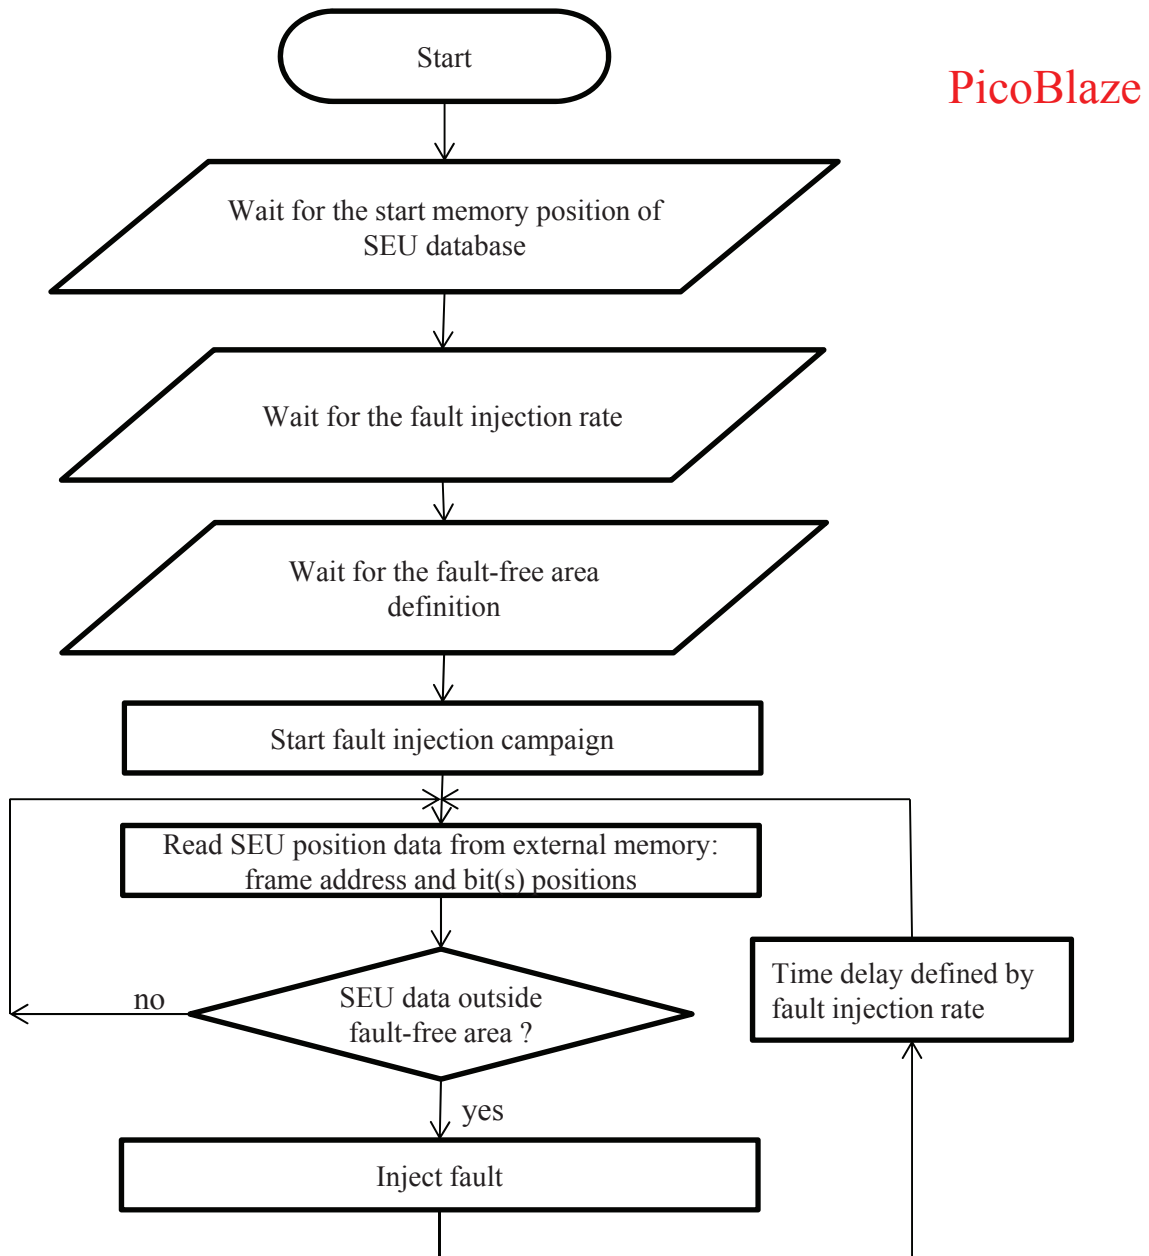 Start
PicoBlaze
Wait for the start memory position of
SEU database
Wait for the fault injection rate
Wait for the fault-free area
definition
Start fault injection campaign
Read SEU position data from external memory:
frame address and bit(s) positions
SEU data outside
fault-free area ?
no
Time delay defined by
fault injection rate
yes
Inject fault